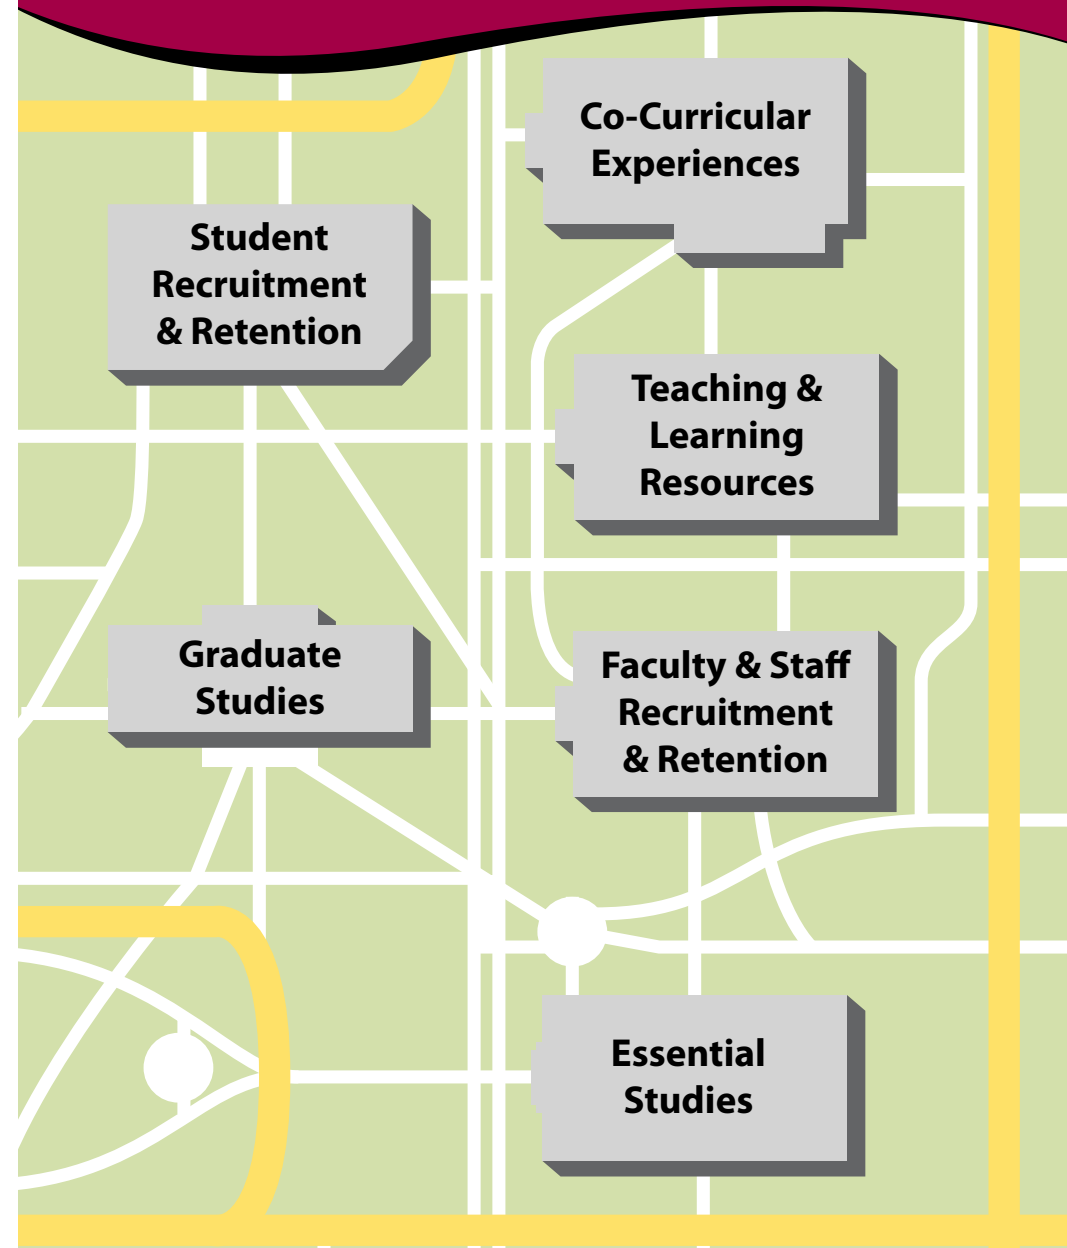 Co-Curricular
Experiences
Student
Recruitment
& Retention
Teaching &
Learning
Resources
Graduate
Studies
Faculty & Staff
Recruitment
& Retention
Essential
Studies